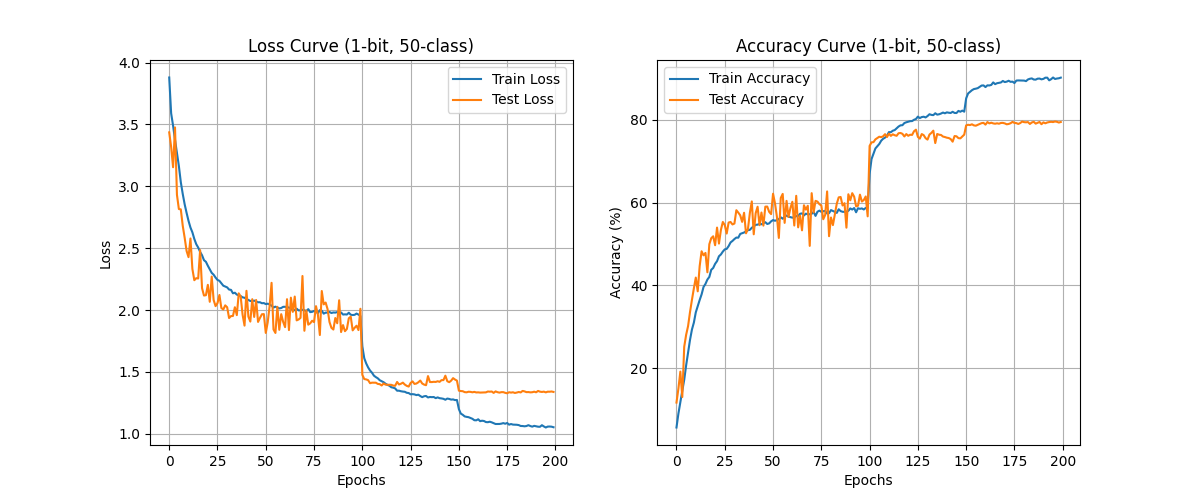 Loss Curve (1-bit, 50-class)
Loss
4.0
3.5
3.0
2.5
2.0
1.5
1.0
Train Loss
Test Loss
0 25 50 75 100 125 150 175 200
Epochs
Accuracy Curve (1-bit, 50-class)
Accuracy (%)
80
60
40
20
Train Accuracy
Test Accuracy
0 25 50 75 100 125 150 175 200
Epochs